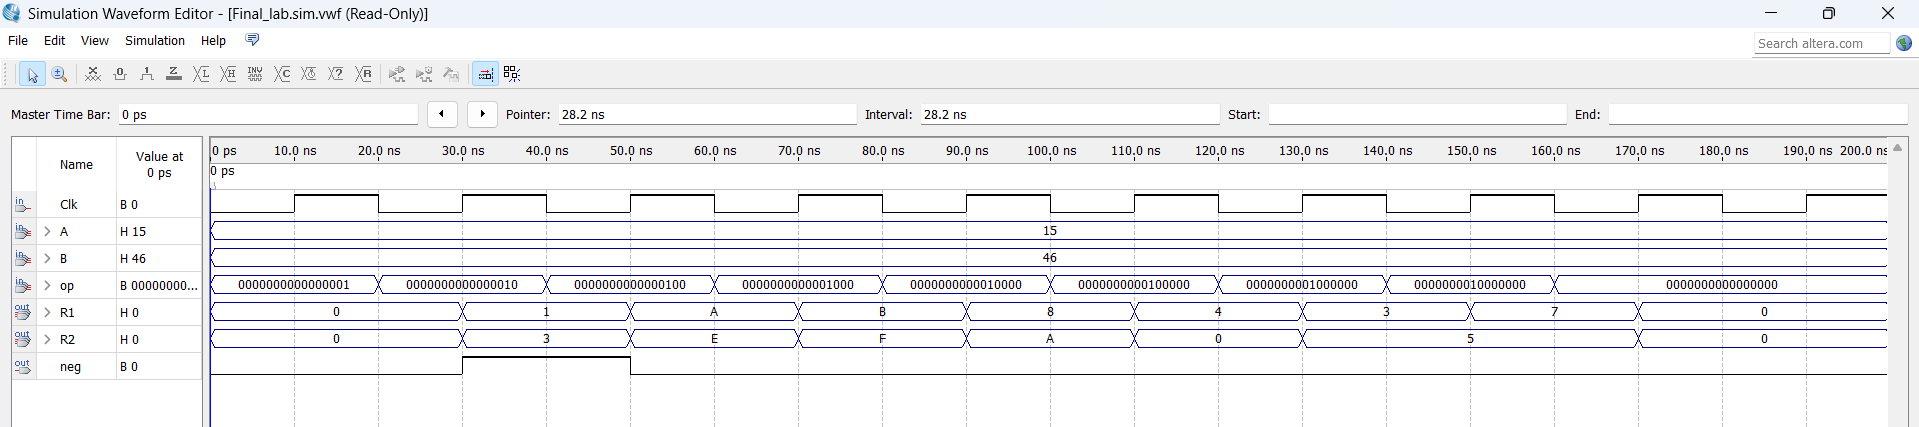 Simulation Waveform Editor - [Final_lab.sim.vwf (Read-Only)]
File Edit View Simulation Help
Search altera.com
Master Time Bar: 0 ps Pointer: 28.2 ns Interval: 28.2 ns Start: End:
Name Value at 0 ps
0 ps 10.0 ns 20.0 ns 30.0 ns 40.0 ns 50.0 ns 60.0 ns 70.0 ns 80.0 ns 90.0 ns 100.0 ns 110.0 ns 120.0 ns 130.0 ns 140.0 ns 150.0 ns 160.0 ns 170.0 ns 180.0 ns 190.0 ns 200.0 ns
0 ps
Clk B 0
A H 15 15
B H 46 46
op B 00000000... 0000000000000001 0000000000000010 0000000000000100 0000000000001000 0000000000010000 0000000000100000 0000000001000000 0000000010000000 0000000000000000
R1 H 0 0 1 A B 8 4 3 7 0
R2 H 0 0 3 E F A 0 5 0
neg B 0